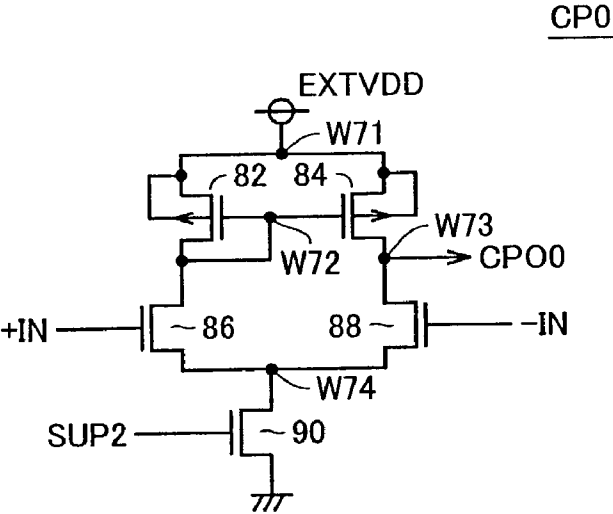 CP0
EXTVDD
W71
82
84
W73
W72
CPO0
+IN
86
88
-IN
W74
SUP2
90